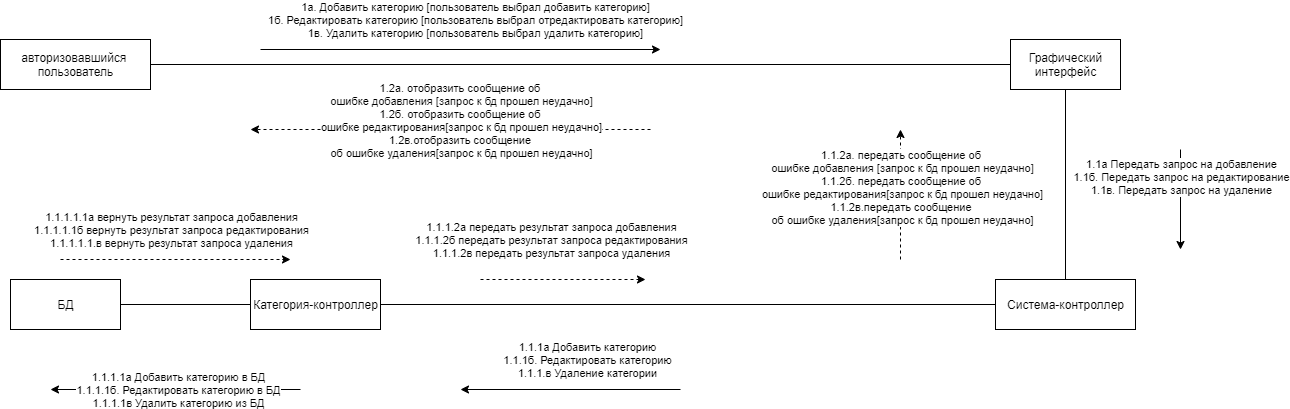 1а. Добавить категорию [пользователь выбрал добавить категорию]
1б. Редактировать категорию [пользователь выбрал отредактировать категорию]
1в. Удалить категорию [пользователь выбрал удалить категорию]
авторизовавшийся
пользователь
Графический
интерфейс
1.2а. отобразить сообщение об
ошибке добавления [запрос к бд прошел неудачно]
1.2б. отобразить сообщение об
ошибке редактирования[запрос к бд прошел неудачно]
1.2в.отобразить сообщение
об ошибке удаления[запрос к бд прошел неудачно]
1.1.2а. передать сообщение об
ошибке добавления [запрос к бд прошел неудачно]
1.1.2б. передать сообщение об
ошибке редактирования[запрос к бд прошел неудачно]
1.1.2в.передать сообщение
об ошибке удаления[запрос к бд прошел неудачно]
1.1а Передать запрос на добавление
1.1б. Передать запрос на редактирование
1.1в. Передать запрос на удаление
1.1.1.1.1а вернуть результат запроса добавления
1.1.1.1.1б вернуть результат запроса редактирования
1.1.1.1.1.в вернуть результат запроса удаления
1.1.1.2а передать результат запроса добавления
1.1.1.2б передать результат запроса редактирования
1.1.1.2в передать результат запроса удаления
БД
Категория-контроллер
Система-контроллер
1.1.1а Добавить категорию
1.1.1б. Редактировать категорию
1.1.1.в Удаление категории
1.1.1.1а Добавить категорию в БД
1.1.1.1б. Редактировать категорию в БД
1.1.1.1в Удалить категорию из БД